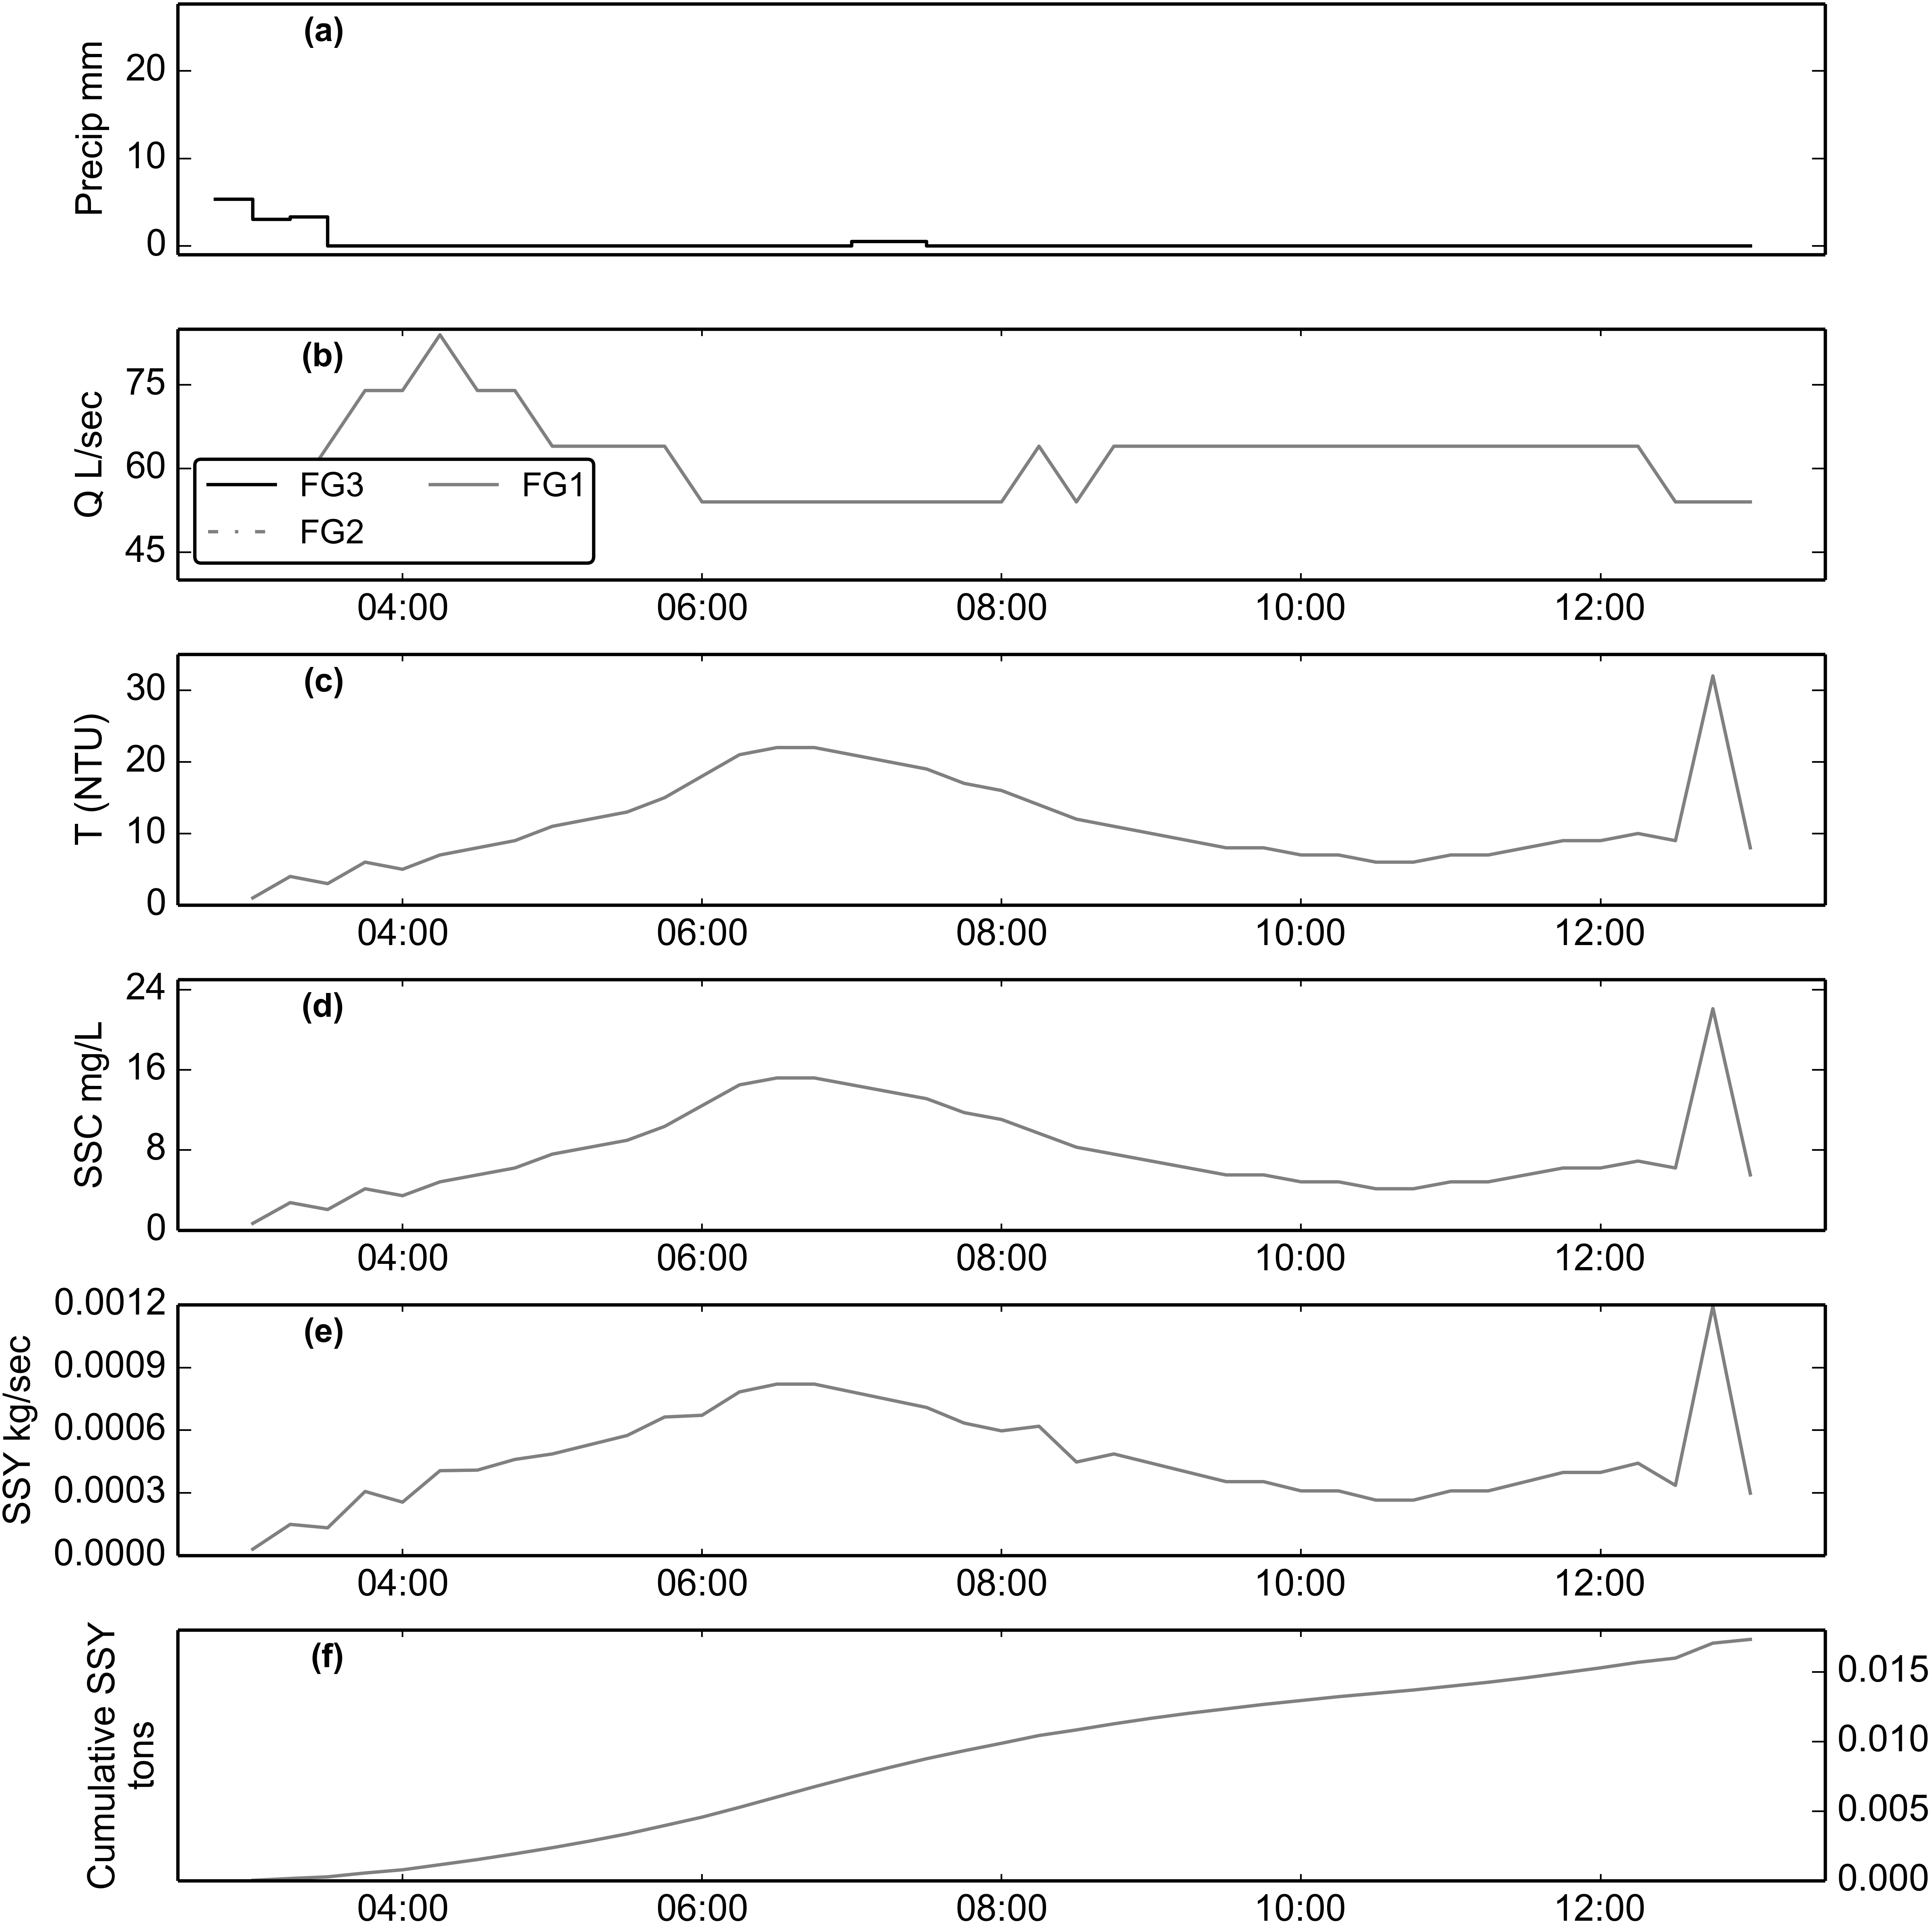 (a)
Precip mm
20
10
0
(b)
Q L/sec
75
60
45
FG3 FG1
FG2
04:00 06:00 08:00 10:00 12:00
(c)
T (NTU)
30
20
10
0
04:00 06:00 08:00 10:00 12:00
(d)
SSC mg/L
24
16
8
0
04:00 06:00 08:00 10:00 12:00
(e)
SSY kg/sec
0.0012
0.0009
0.0006
0.0003
0.0000
04:00 06:00 08:00 10:00 12:00
(f)
Cumulative SSY
tons
0.015
0.010
0.005
0.000
04:00 06:00 08:00 10:00 12:00